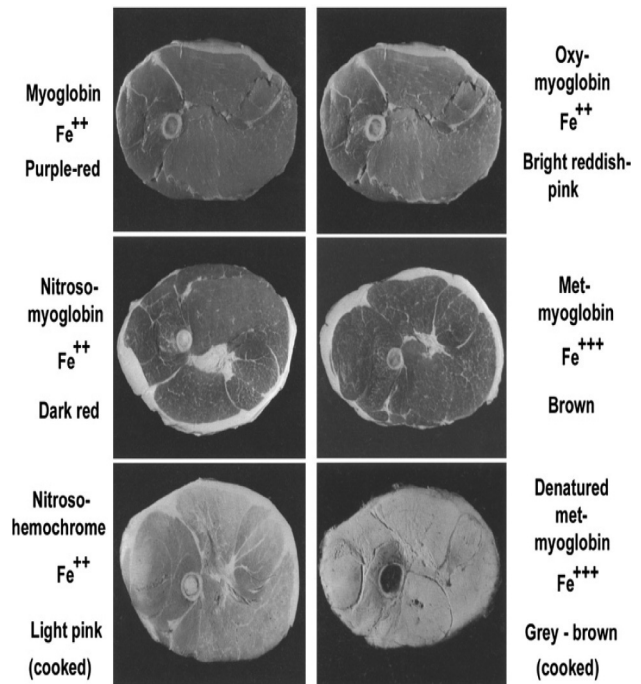 Myoglobin
Fe++
Purple-red
Oxy-
myoglobin
Fe++
Bright reddish-
pink
Nitroso-
myoglobin
Fe++
Dark red
Met-
myoglobin
Fe+++
Brown
Nitroso-
hemochrome
Fe++
Light pink
(cooked)
Denatured
met-
myoglobin
Fe+++
Grey - brown
(cooked)